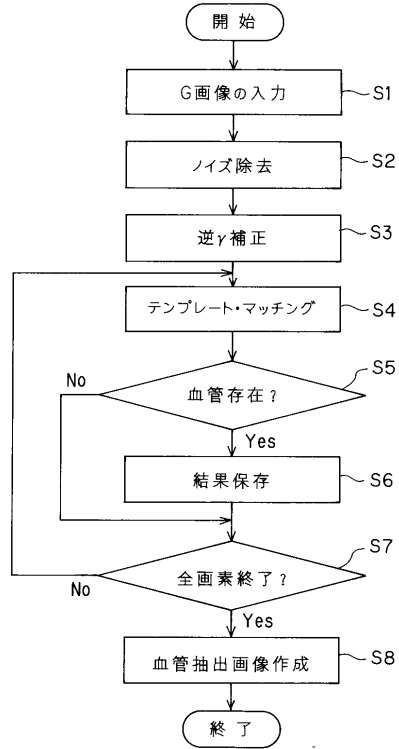 開始
G画像の入力
S1
ノイズ除去
S2
逆γ補正
S3
テンプレート・マッチング
S4
血管存在?
S5
No
Yes
結果保存
S6
全画素終了?
S7
No
Yes
血管抽出画像作成
S8
終了